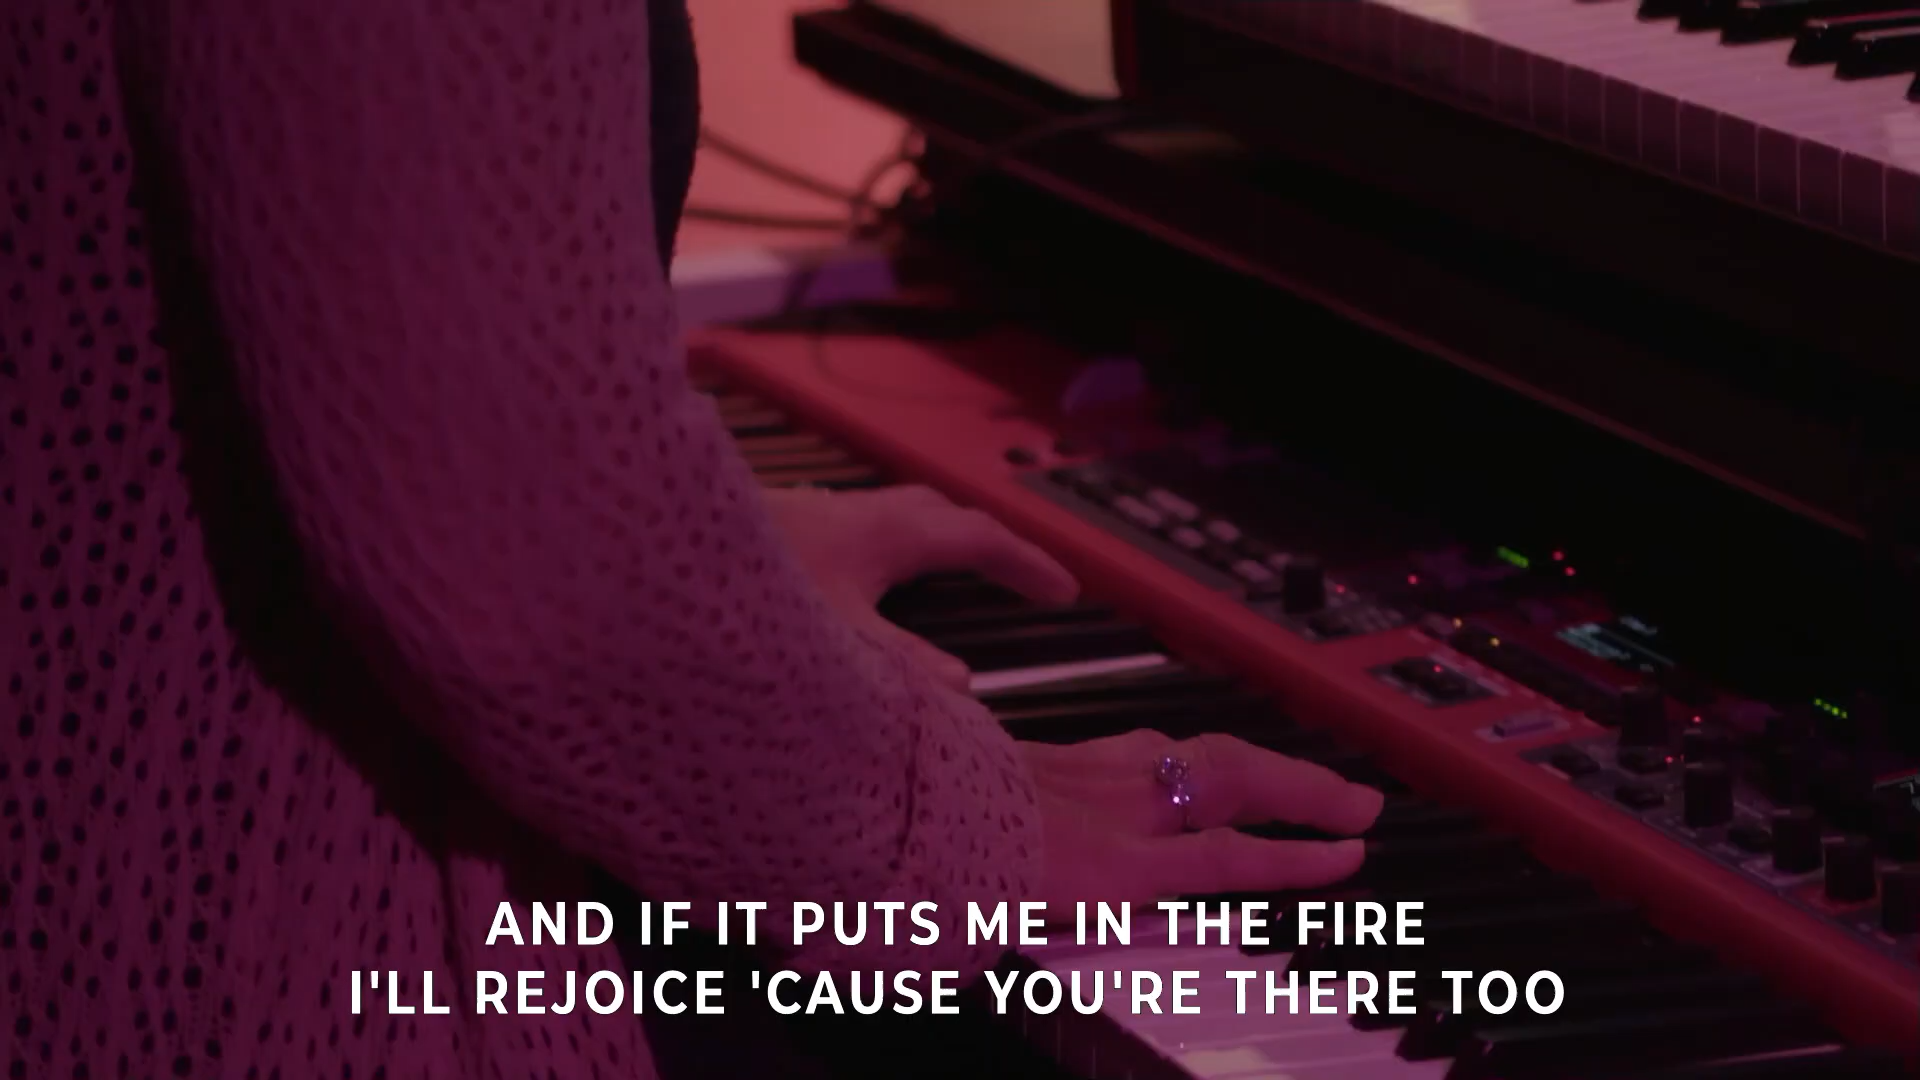 AND IF IT PUTS ME IN THE FIRE
I'LL REJOICE 'CAUSE YOU'RE THERE TOO